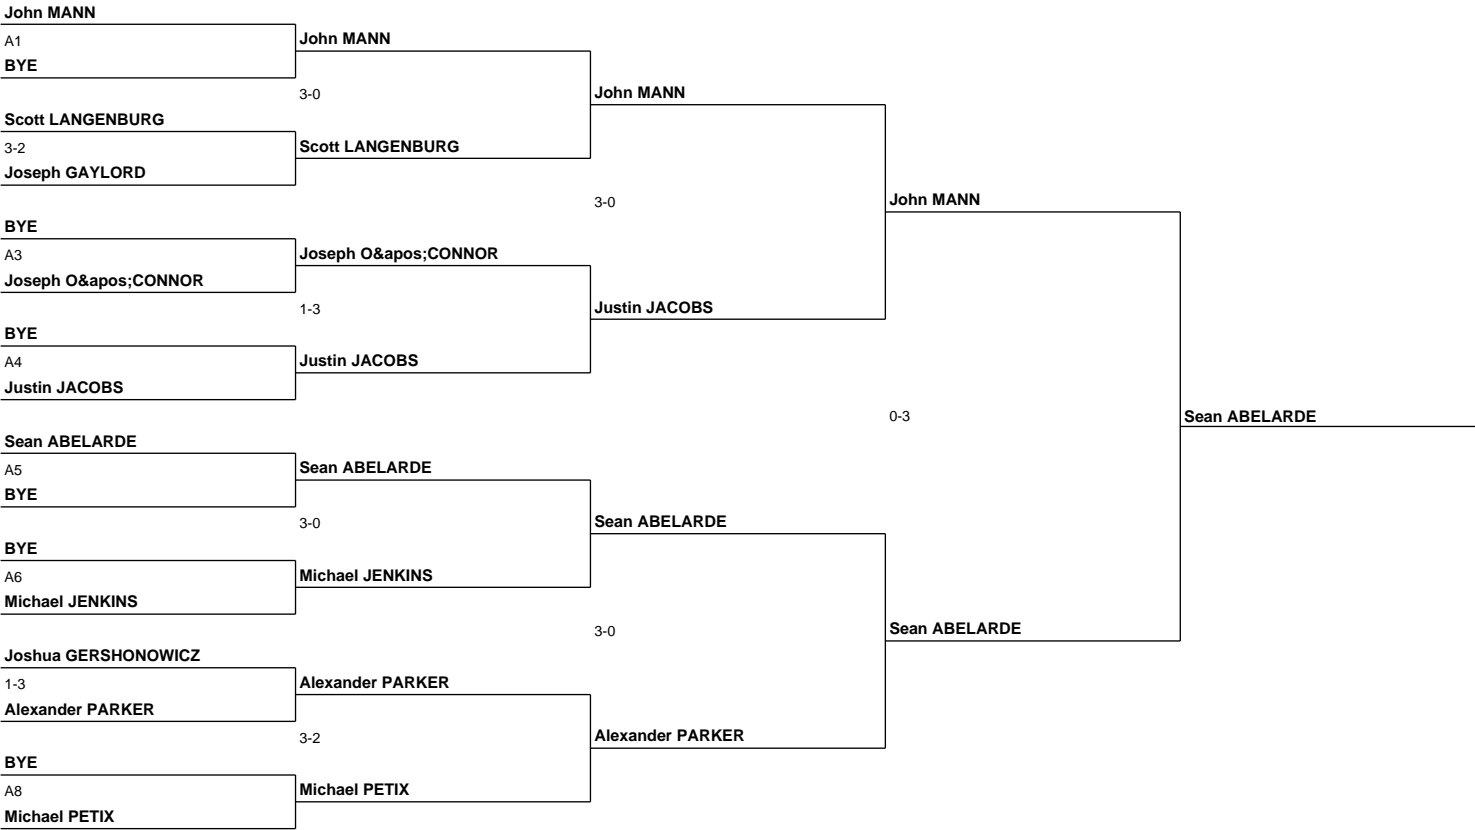 John MANN
A1
BYE
Scott LANGENBURG
3-2
Joseph GAYLORD
BYE
A3
Joseph O&apos;CONNOR
BYE
A4
Justin JACOBS
Sean ABELARDE
A5
BYE
BYE
A6
Michael JENKINS
Joshua GERSHONOWICZ
1-3
Alexander PARKER
BYE
A8
Michael PETIX
John MANN
3-0
Scott LANGENBURG
Joseph O&apos;CONNOR
1-3
Justin JACOBS
Sean ABELARDE
3-0
Michael JENKINS
Alexander PARKER
3-2
Michael PETIX
John MANN
3-0
Justin JACOBS
Sean ABELARDE
3-0
Alexander PARKER
John MANN
0-3
Sean ABELARDE
Sean ABELARDE